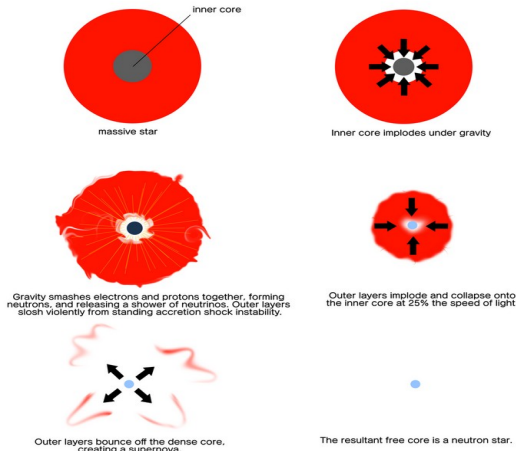 inner core
massive star
Inner core implodes under gravity
Gravity smashes electrons and protons together, forming
neutrons, and releasing a shower of neutrinos. Outer layers
slosh violently from standing accretion shock instability.
Outer layers implode and collapse onto
the inner core at 25% the speed of light
Outer layers bounce off the dense core,
creating a supernova
The resultant free core is a neutron star.